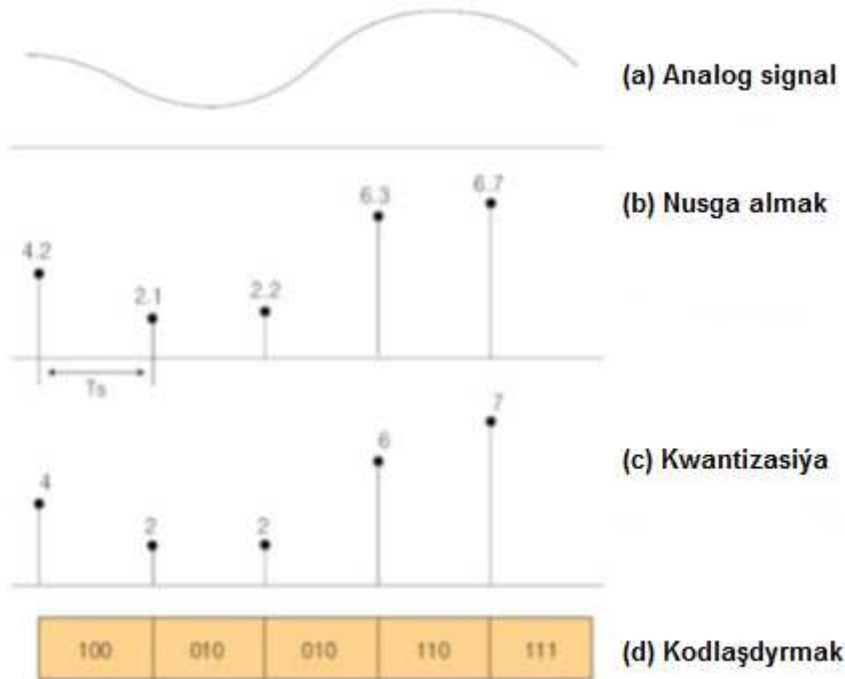 (a) Analog signal
6.3
6.7
(b) Nusga almak
4.2
2.1
2.2
Ts
7
6
(c) Kwantizasiýa
4
2
2
100 010 010 110 111
(d) Kodlaşdyrmak